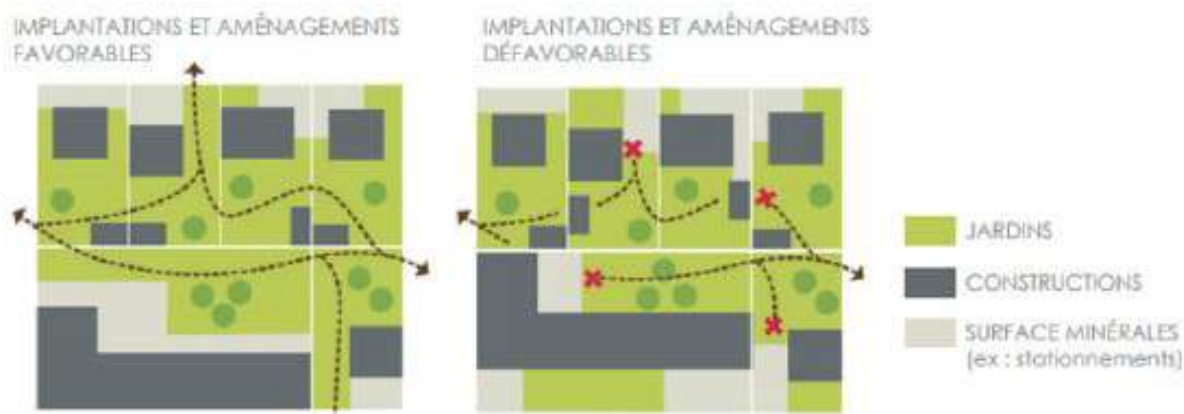 IMPLANTATIONS ET AMÉNAGEMENTS
FAVORABLES
IMPLANTATIONS ET AMÉNAGEMENTS
DÉFAVORABLES
JARDINS
CONSTRUCTIONS
SURFACE MINÉRALES
(ex : stationnements)